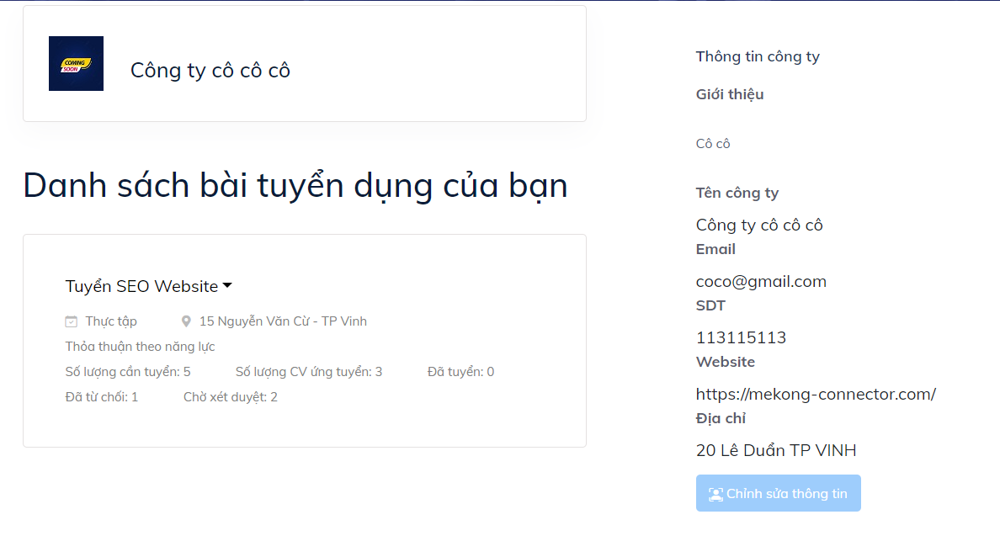 COMING
SOON
Công ty cô cô cô
Danh sách bài tuyển dụng của bạn
Tuyển SEO Website
Thực tập 15 Nguyễn Văn Cừ - TP Vinh
Thỏa thuận theo năng lực
Số lượng cần tuyển: 5 Số lượng CV ứng tuyển: 3 Đã tuyển: 0
Đã từ chối: 1 Chờ xét duyệt: 2
Thông tin công ty
Giới thiệu
Cô cô
Tên công ty
Công ty cô cô cô
Email
coco@gmail.com
SDT
113115113
Website
https://mekong-connector.com/
Địa chỉ
20 Lê Duẩn TP VINH
Chỉnh sửa thông tin